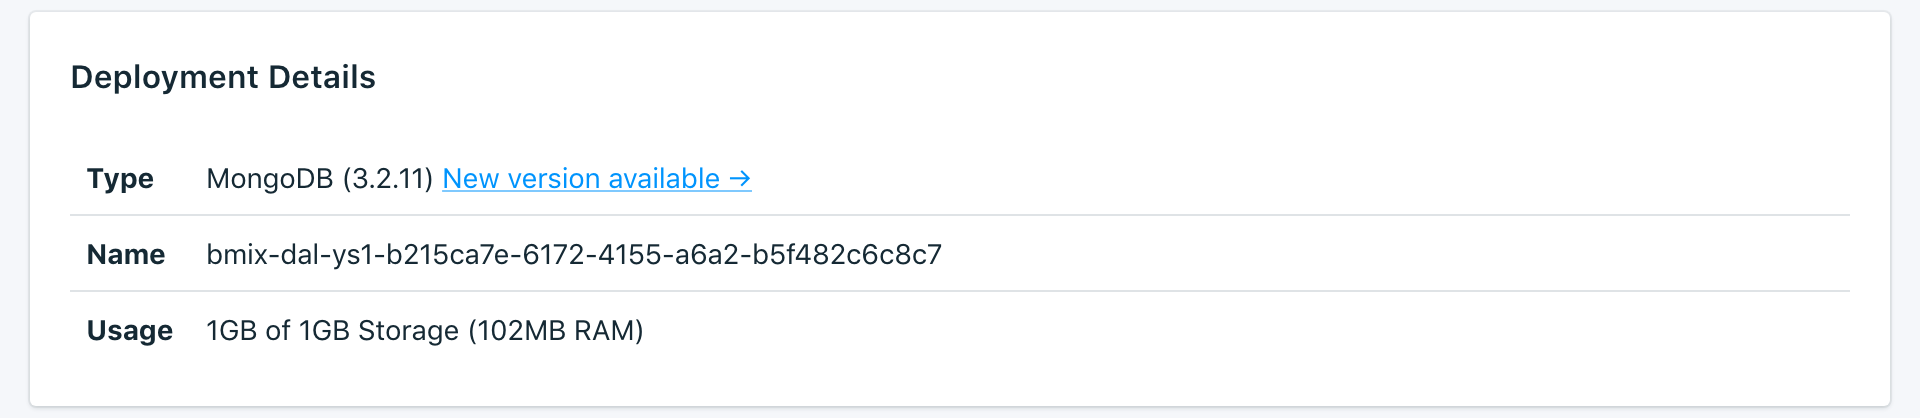 Deployment Details
Type MongoDB (3.2.11) New version available →
Name bmix-dal-ys1-b215ca7e-6172-4155-a6a2-b5f482c6c8c7
Usage 1GB of 1GB Storage (102MB RAM)